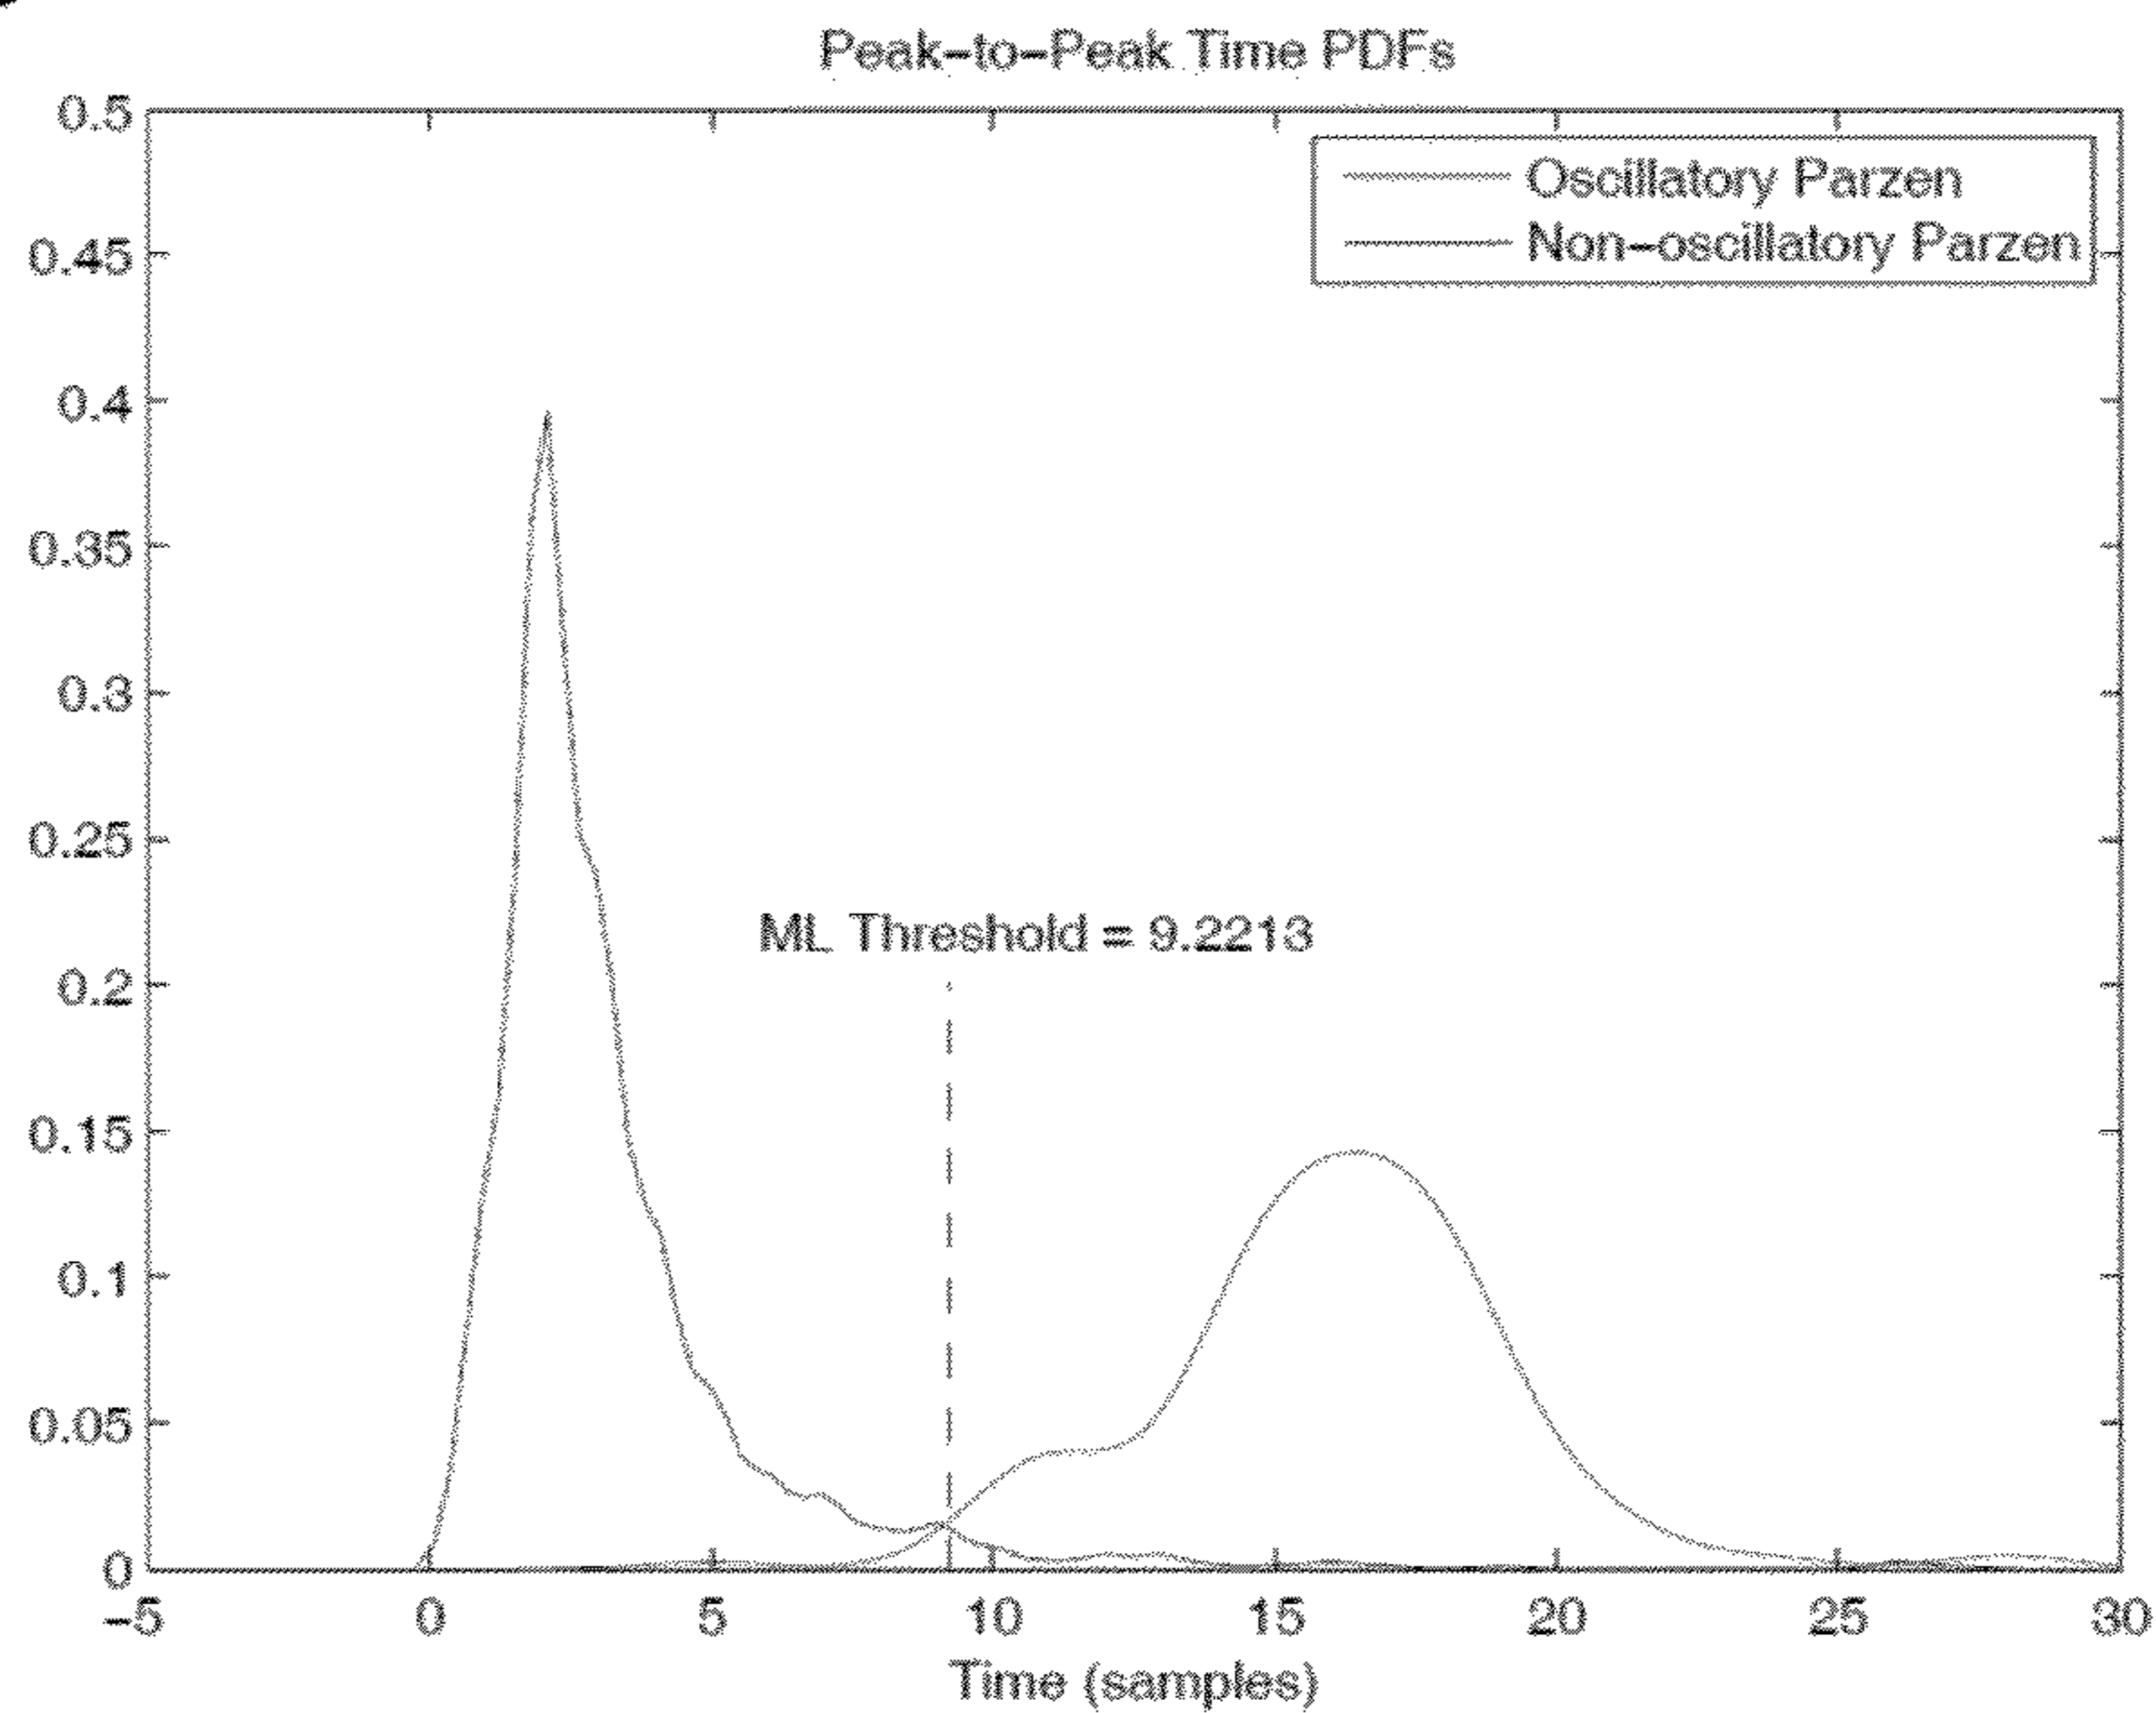 Peak-to-Peak Time PDFs
0.5
0.45
0.4
0.35
0.3
0.25
0.2
0.15
0.1
0.05
0
Oscillatory Parzen
Non-oscillatory Parzen
ML Threshold = 9.2213
-5 0 5 10 15 20 25 30
Time (samples)